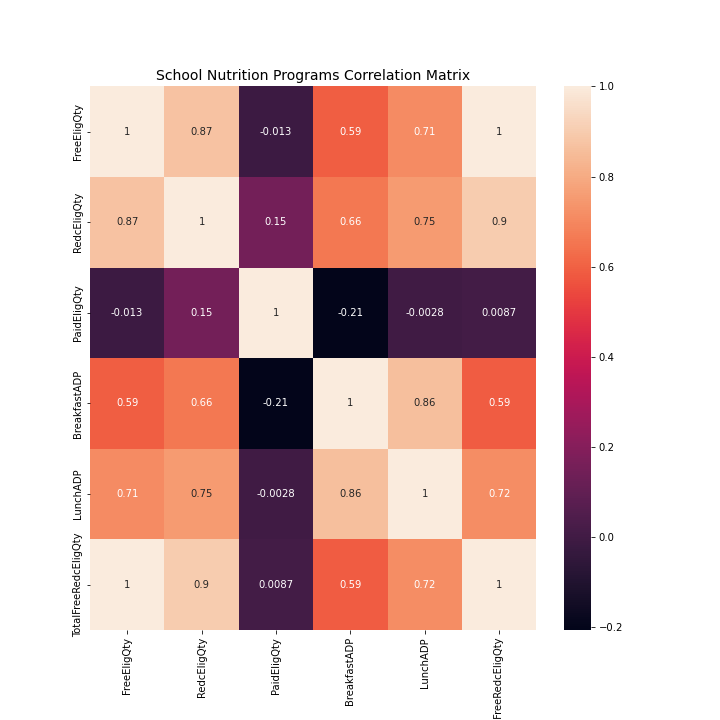 School Nutrition Programs Correlation Matrix
FreeEligQty 1 0.87 -0.013 0.59 0.71 1
RedcEligQty 0.87 1 0.15 0.66 0.75 0.9
PaidEligQty -0.013 0.15 1 -0.21 -0.0028 0.0087
BreakfastADP 0.59 0.66 -0.21 1 0.86 0.59
LunchADP 0.71 0.75 -0.0028 0.86 1 0.72
TotalFreeRedcEligQty 1 0.9 0.0087 0.59 0.72 1
FreeEligQty RedcEligQty PaidEligQty BreakfastADP LunchADP FreeRedcEligQty
1.0
0.8
0.6
0.4
0.2
0.0
−0.2